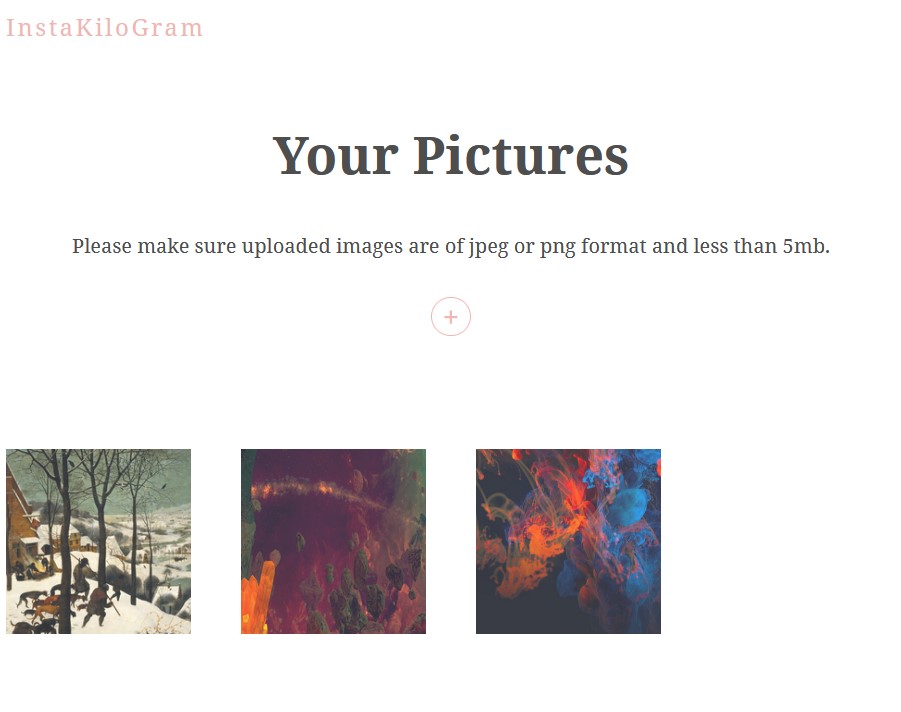 InstaKiloGram
Your Pictures
Please make sure uploaded images are of jpeg or png format and less than 5mb.
+